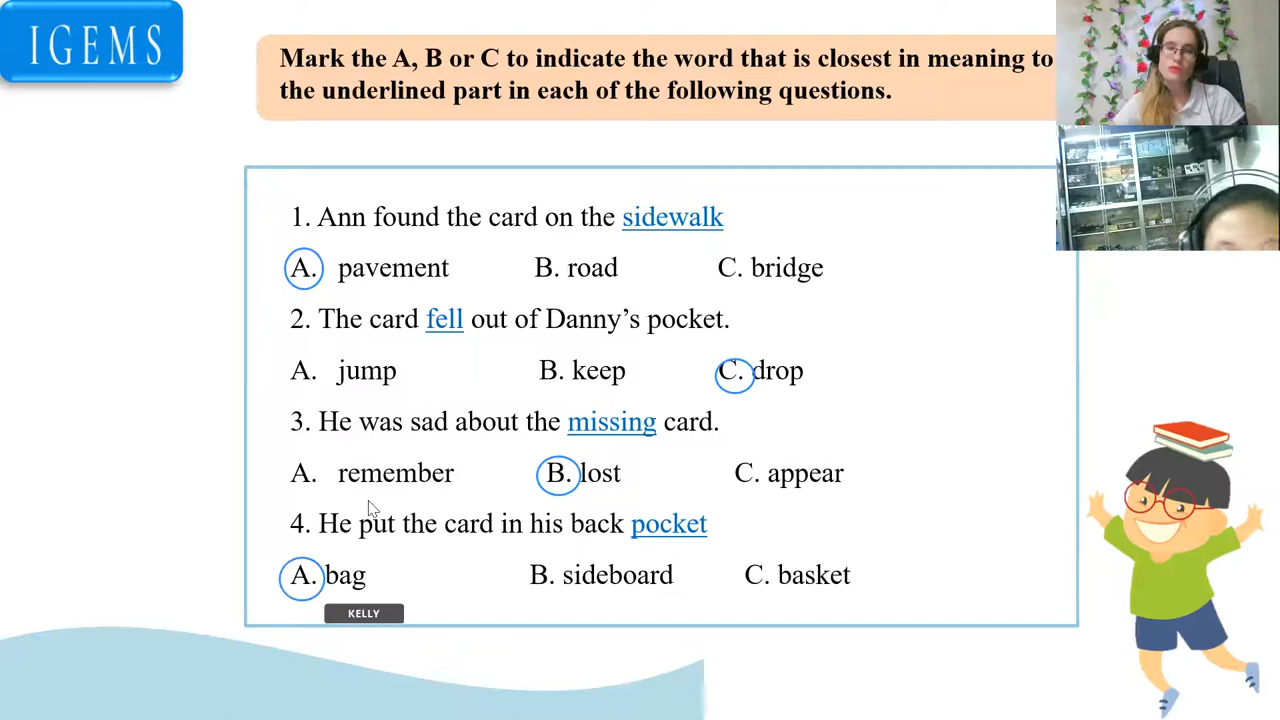 IGEMS
Mark the A, B or C to indicate the word that is closest in meaning to
the underlined part in each of the following questions.
1. Ann found the card on the sidewalk
A. pavement B. road C. bridge
2. The card fell out of Danny’s pocket.
A. jump B. keep C. drop
3. He was sad about the missing card.
A. remember B. lost C. appear
4. He put the card in his back pocket
A. bag B. sideboard C. basket
KELLY